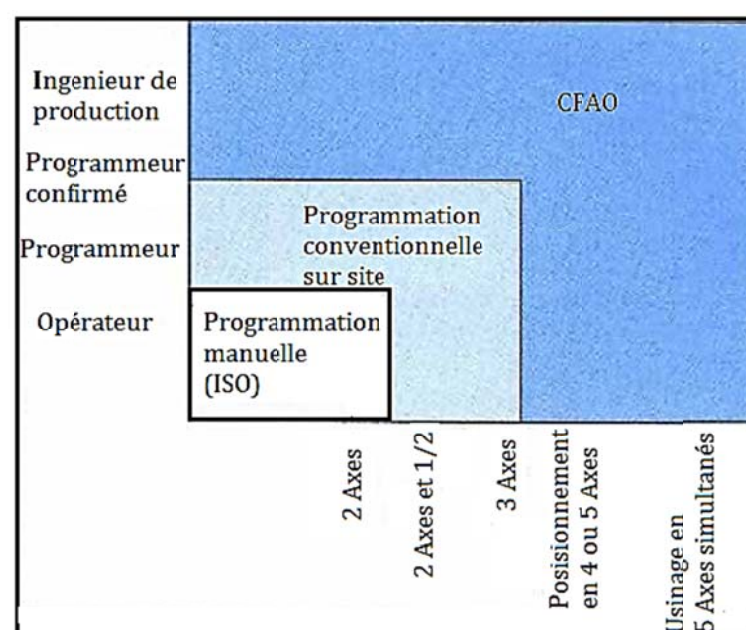 Ingenieur de
production
CFAO
Programmeur
confirmé
Programmation
conventionnelle
sur site
Programmeur
Opérateur
Programmation
manuelle
(ISO)
2 Axes
2 Axes et 1/2
3 Axes
Posisionnement
en 4 ou 5 Axes
Usinage en
5 Axes simultanés